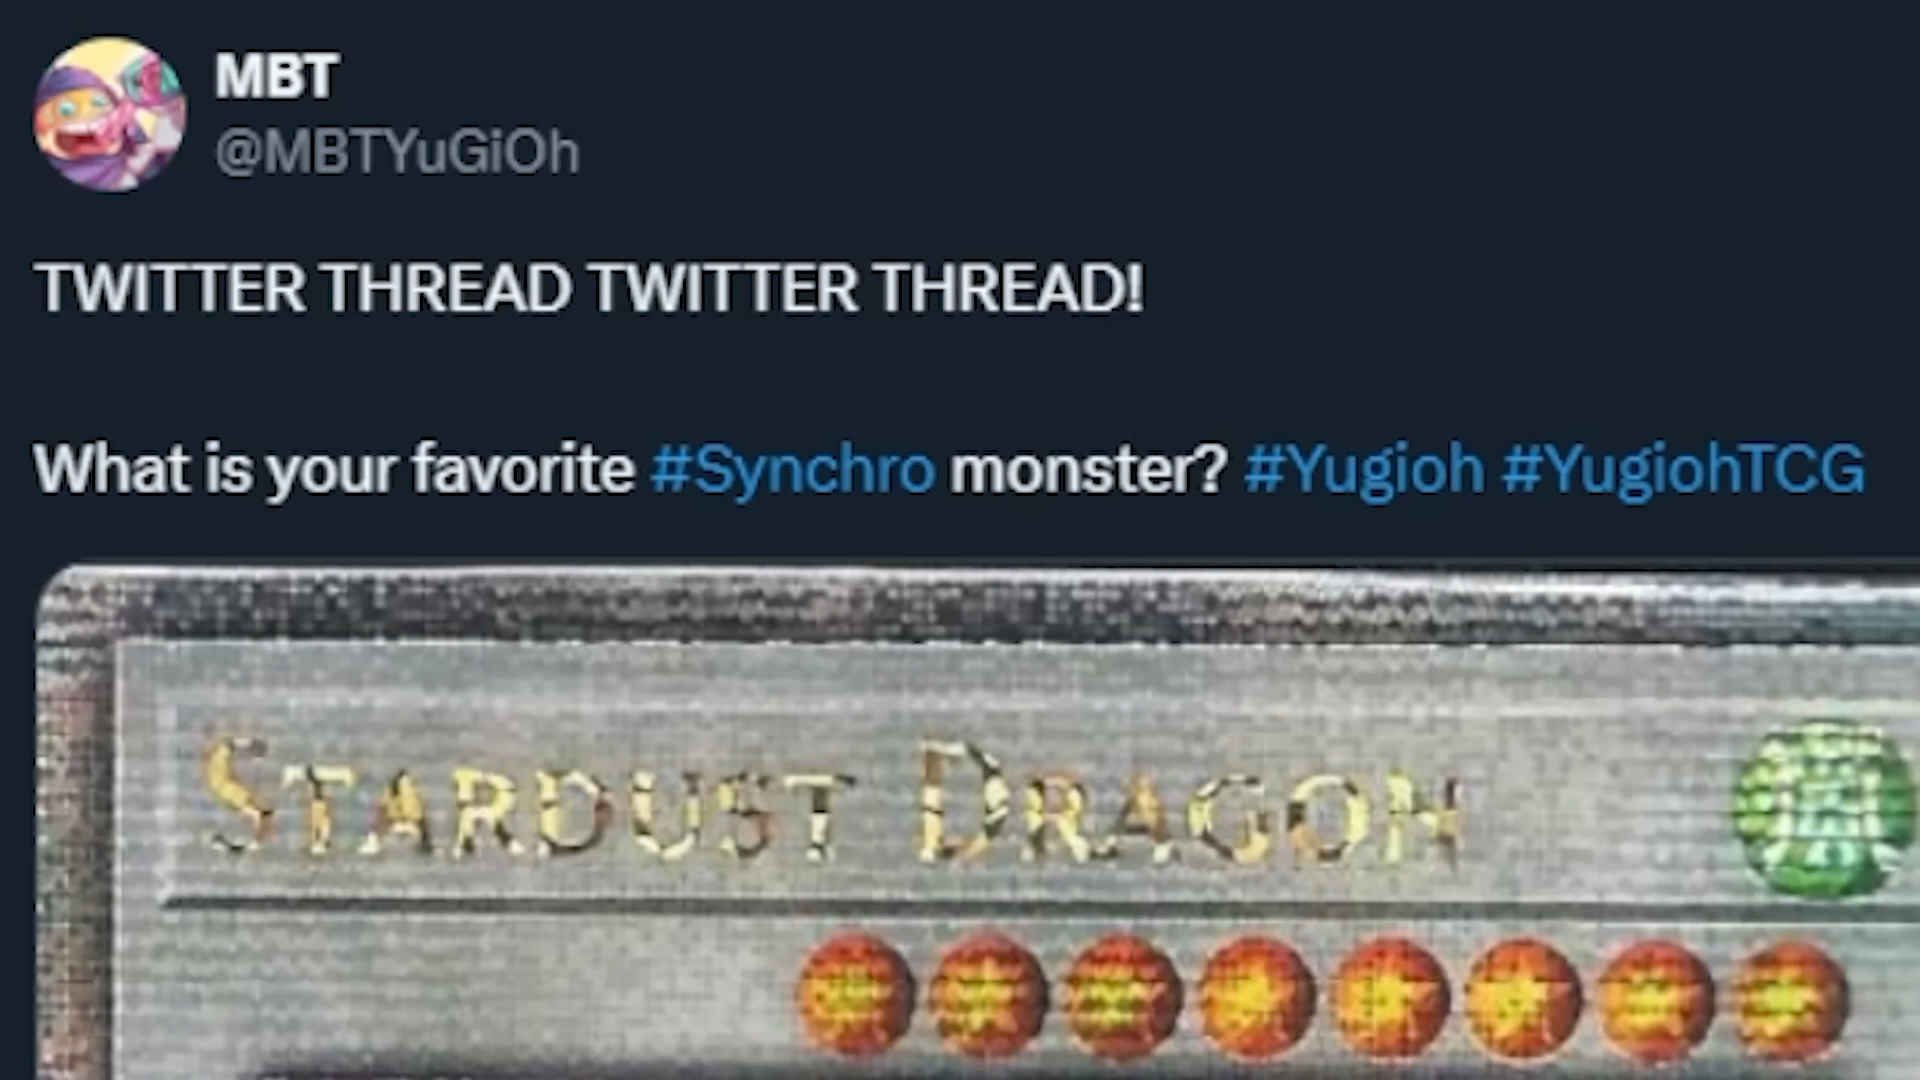 MBT
@MBTYuGiOh
TWITTER THREAD TWITTER THREAD!
What is your favorite #Synchro monster? #Yugioh #YugiohTCG
STARDUST DRAGON